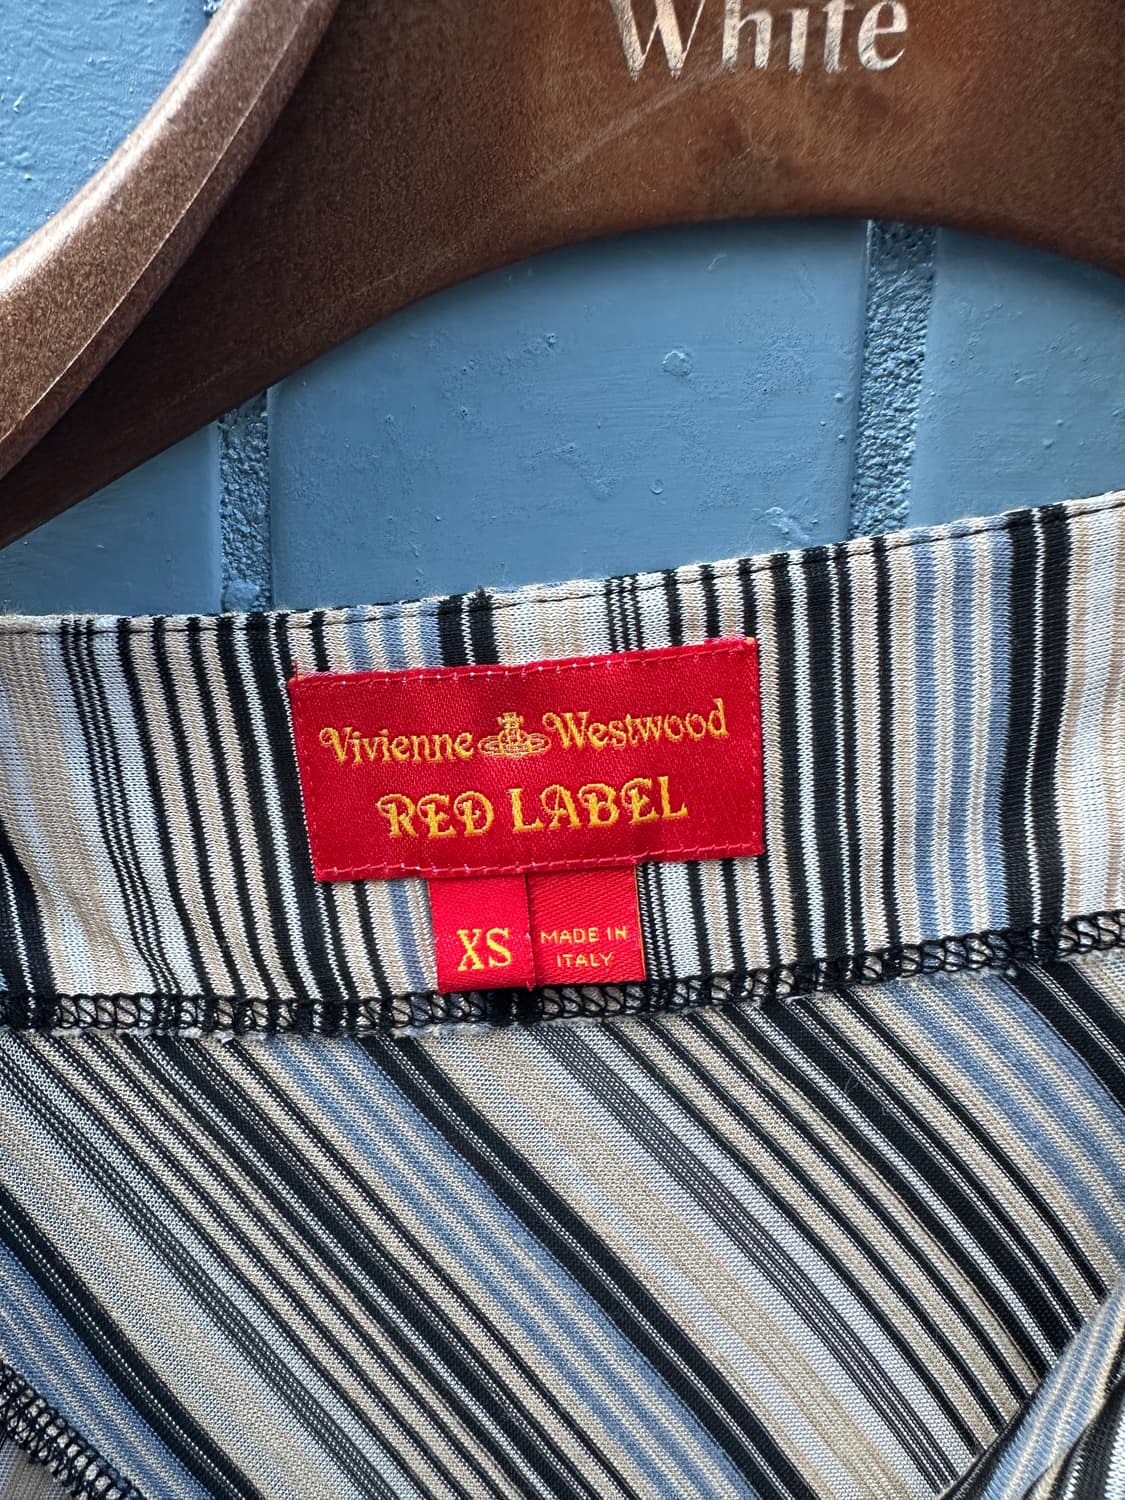 White
Vivienne Westwood
RED LABEL
XS
MADE IN
ITALY